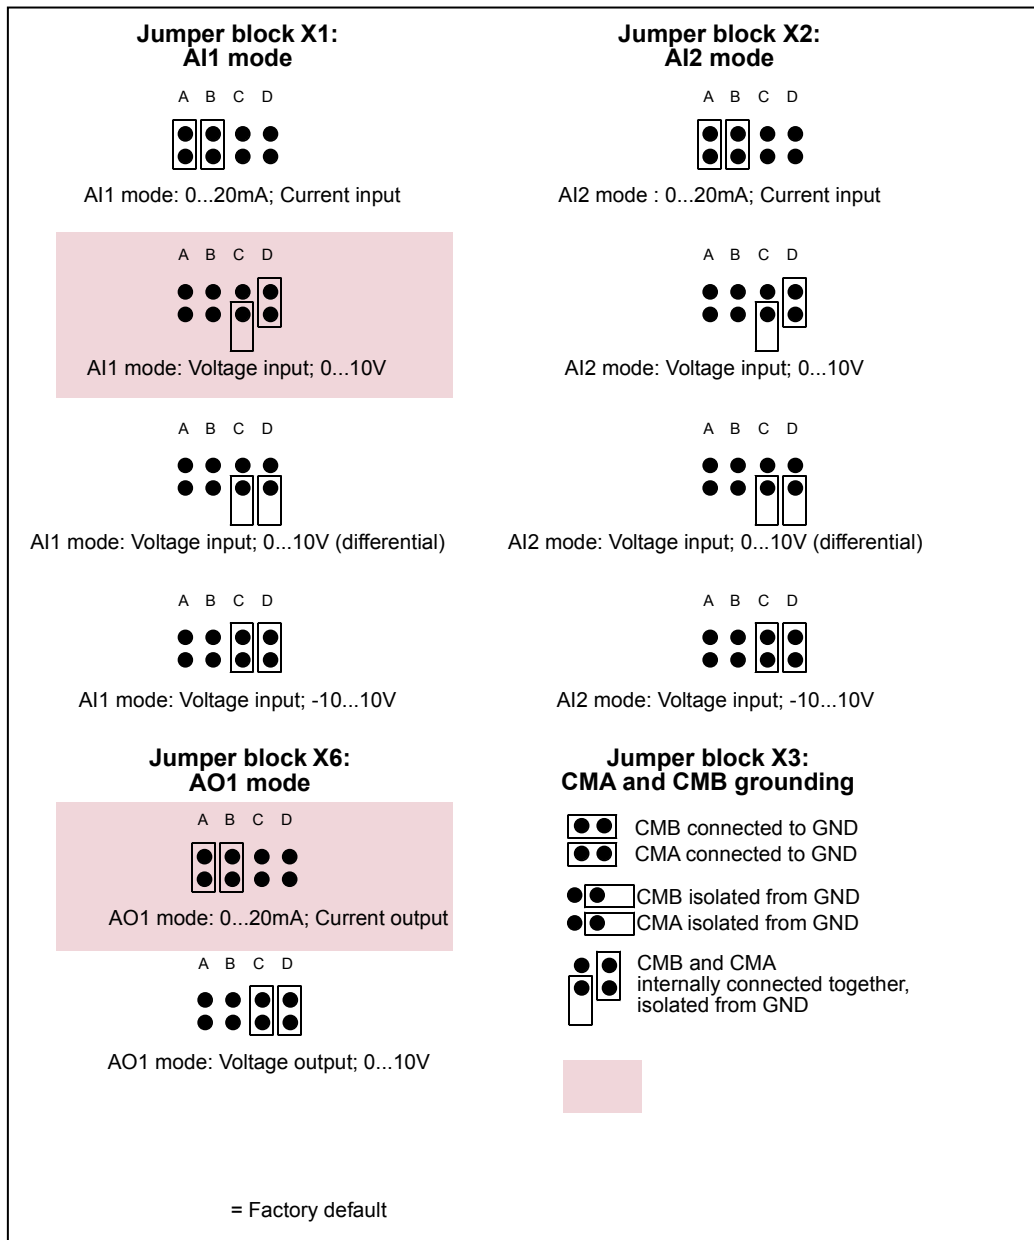 Jumper block X1:
AI1 mode
A B C D
AI1 mode: 0...20mA; Current input
A B C D
AI1 mode: Voltage input; 0...10V
A B C D
AI1 mode: Voltage input; 0...10V (differential)
A B C D
AI1 mode: Voltage input; -10...10V
Jumper block X2:
AI2 mode
A B C D
AI2 mode : 0...20mA; Current input
A B C D
AI2 mode: Voltage input; 0...10V
A B C D
AI2 mode: Voltage input; 0...10V (differential)
A B C D
AI2 mode: Voltage input; -10...10V
Jumper block X6:
AO1 mode
A B C D
AO1 mode: 0...20mA; Current output
A B C D
AO1 mode: Voltage output; 0...10V
Jumper block X3:
CMA and CMB grounding
CMB connected to GND
CMA connected to GND
CMB isolated from GND
CMA isolated from GND
CMB and CMA
internally connected together,
isolated from GND
= Factory default